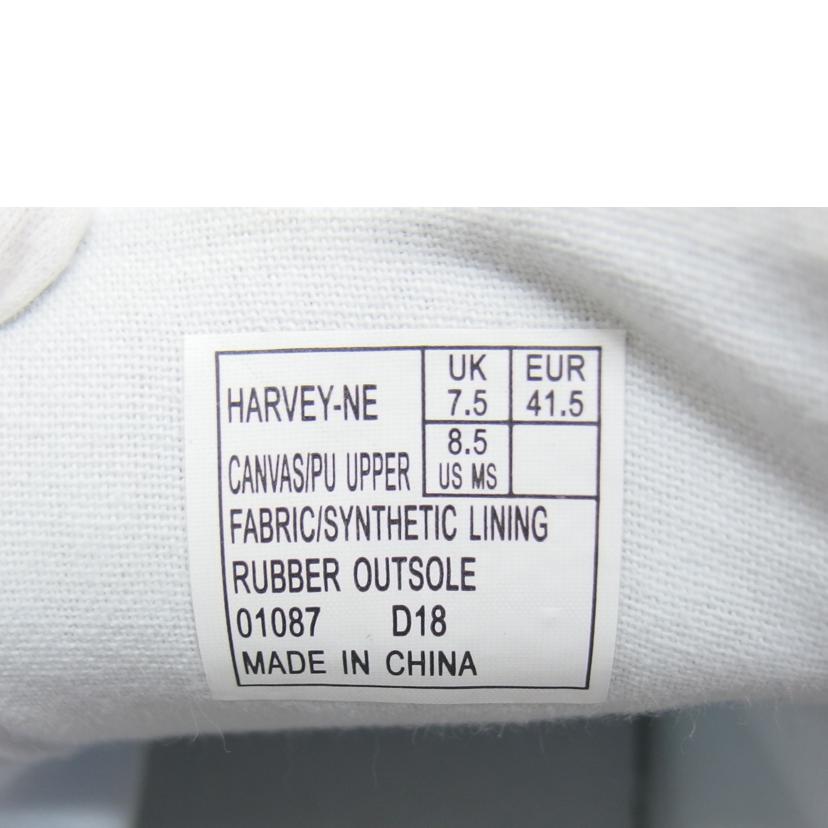 HARVEY-NE
UK EUR
7.5 41.5
8.5
US MS
CANVAS/PU UPPER
FABRIC/SYNTHETIC LINING
RUBBER OUTSOLE
01087 D18
MADE IN CHINA